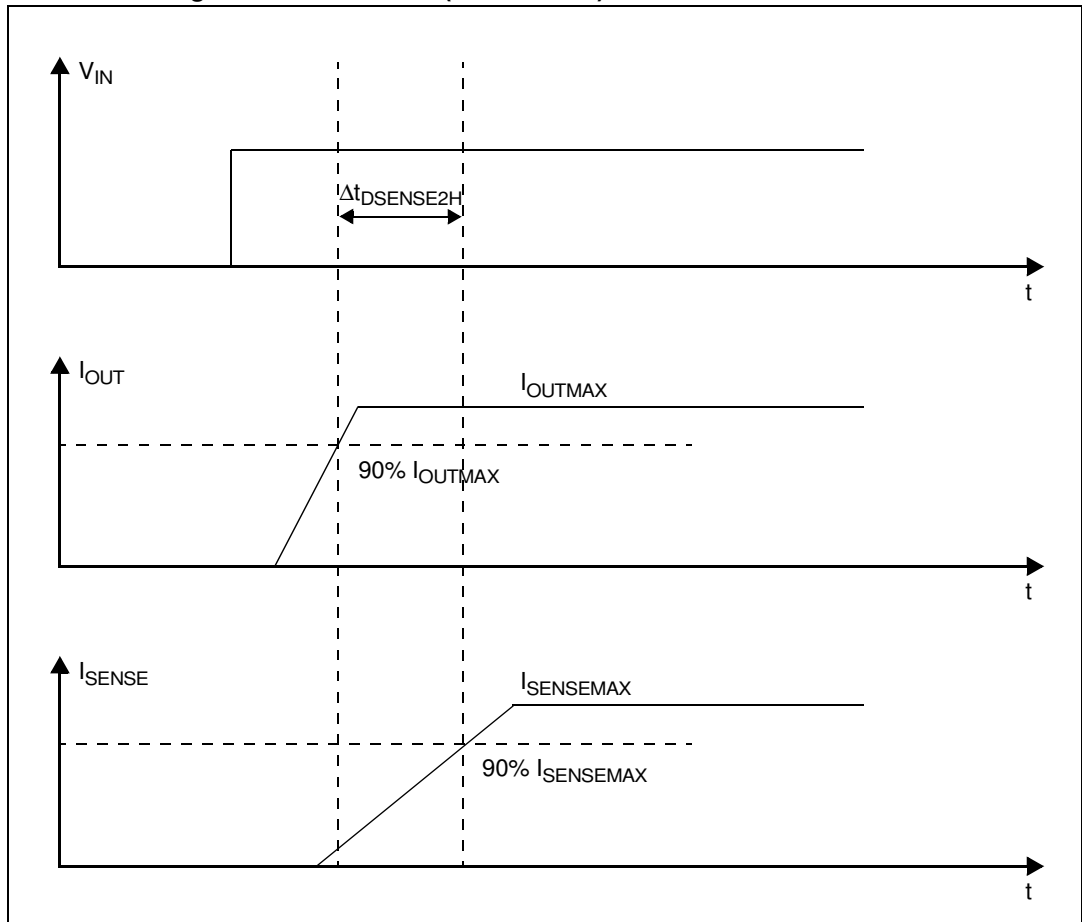 V_IN
Δt_DSENSE2H
t
I_OUT
I_OUTMAX
90% I_OUTMAX
t
I_SENSE
I_SENSEMAX
90% I_SENSEMAX
t